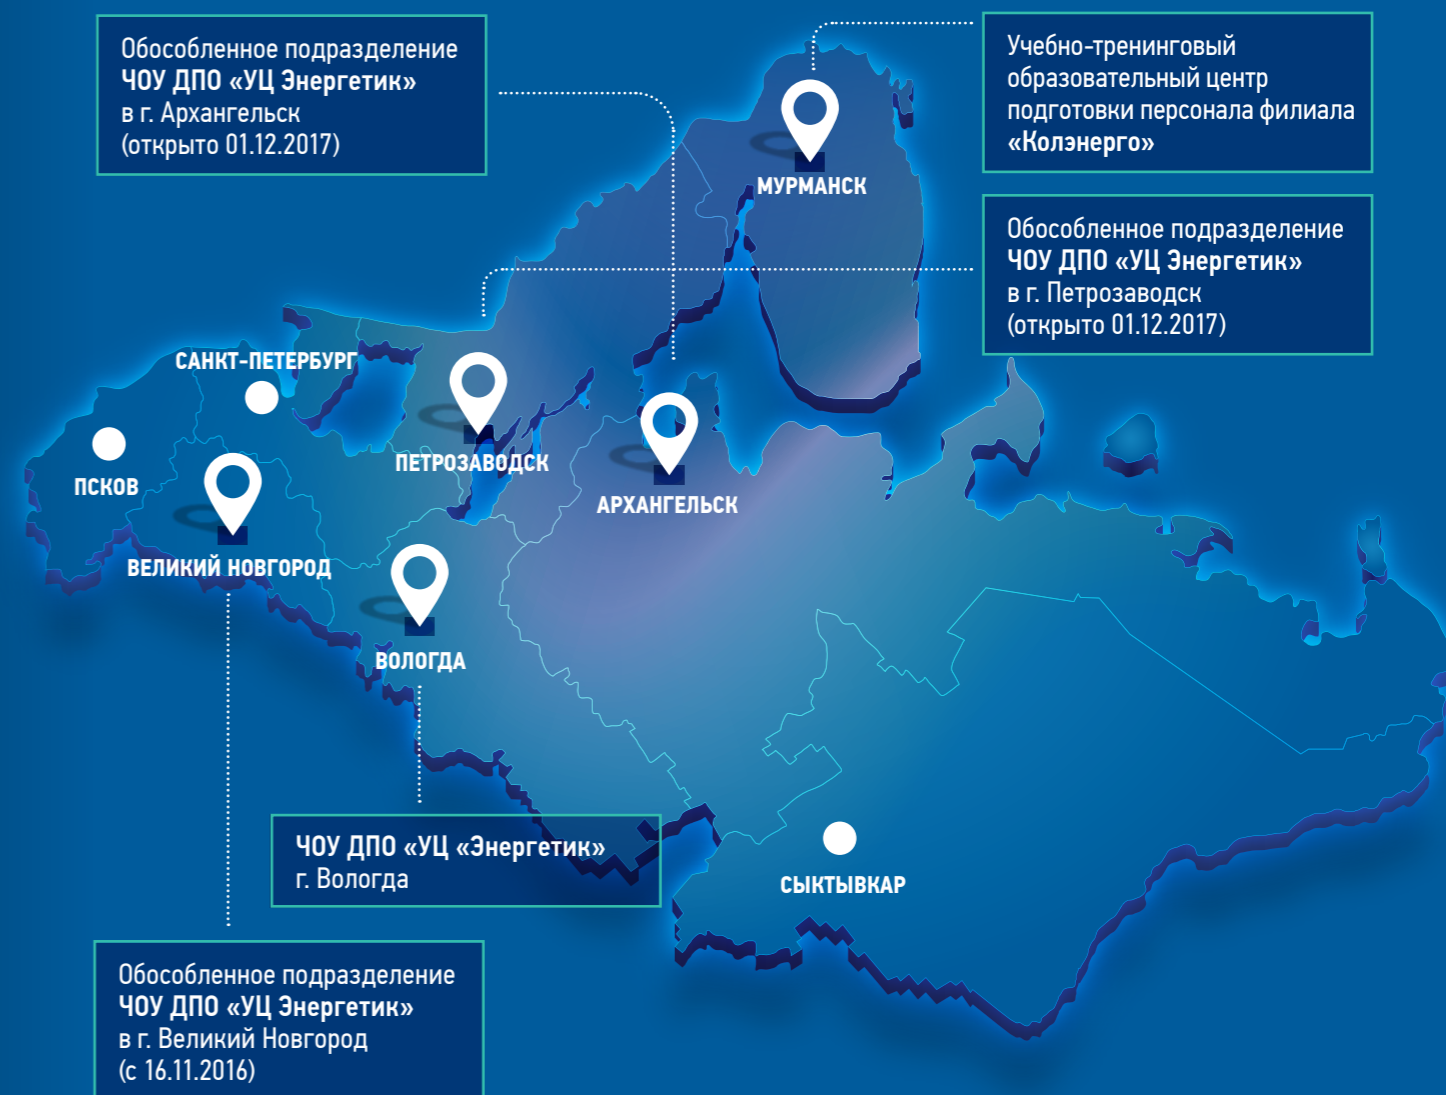 Обособленное подразделение
ЧОУ ДПО «УЦ Энергетик»
в г. Архангельск
(открыто 01.12.2017)
Учебно-тренинговый
образовательный центр
подготовки персонала филиала
«Колэнерго»
МУРМАНСК
Обособленное подразделение
ЧОУ ДПО «УЦ Энергетик»
в г. Петрозаводск
(открыто 01.12.2017)
САНКТ-ПЕТЕРБУРГ
ПЕТРОЗАВОДСК
ПСКОВ
АРХАНГЕЛЬСК
ВЕЛИКИЙ НОВГОРОД
ВОЛОГДА
ЧОУ ДПО «УЦ «Энергетик»
г. Вологда
СЫКТЫВКАР
Обособленное подразделение
ЧОУ ДПО «УЦ Энергетик»
в г. Великий Новгород
(с 16.11.2016)